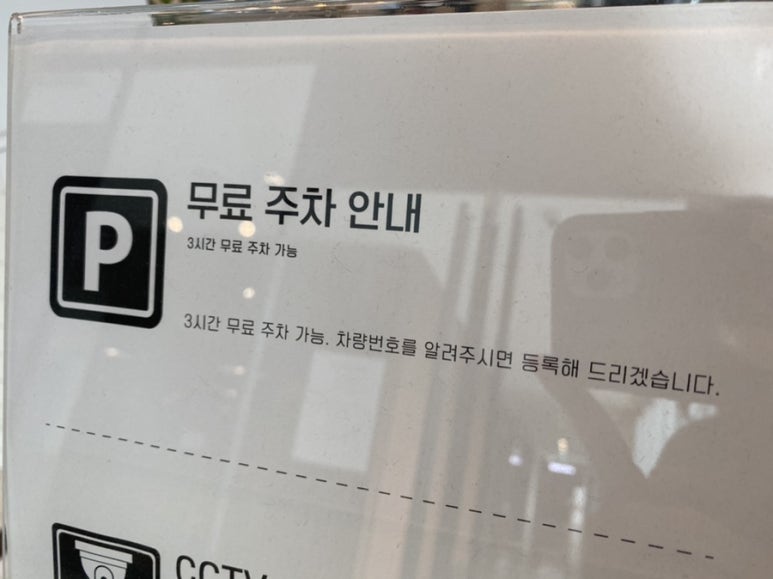 P
무료 주차 안내
3시간 무료 주차 가능
3시간 무료 주차 가능. 차량번호를 알려주시면 등록해 드리겠습니다.
CCTV